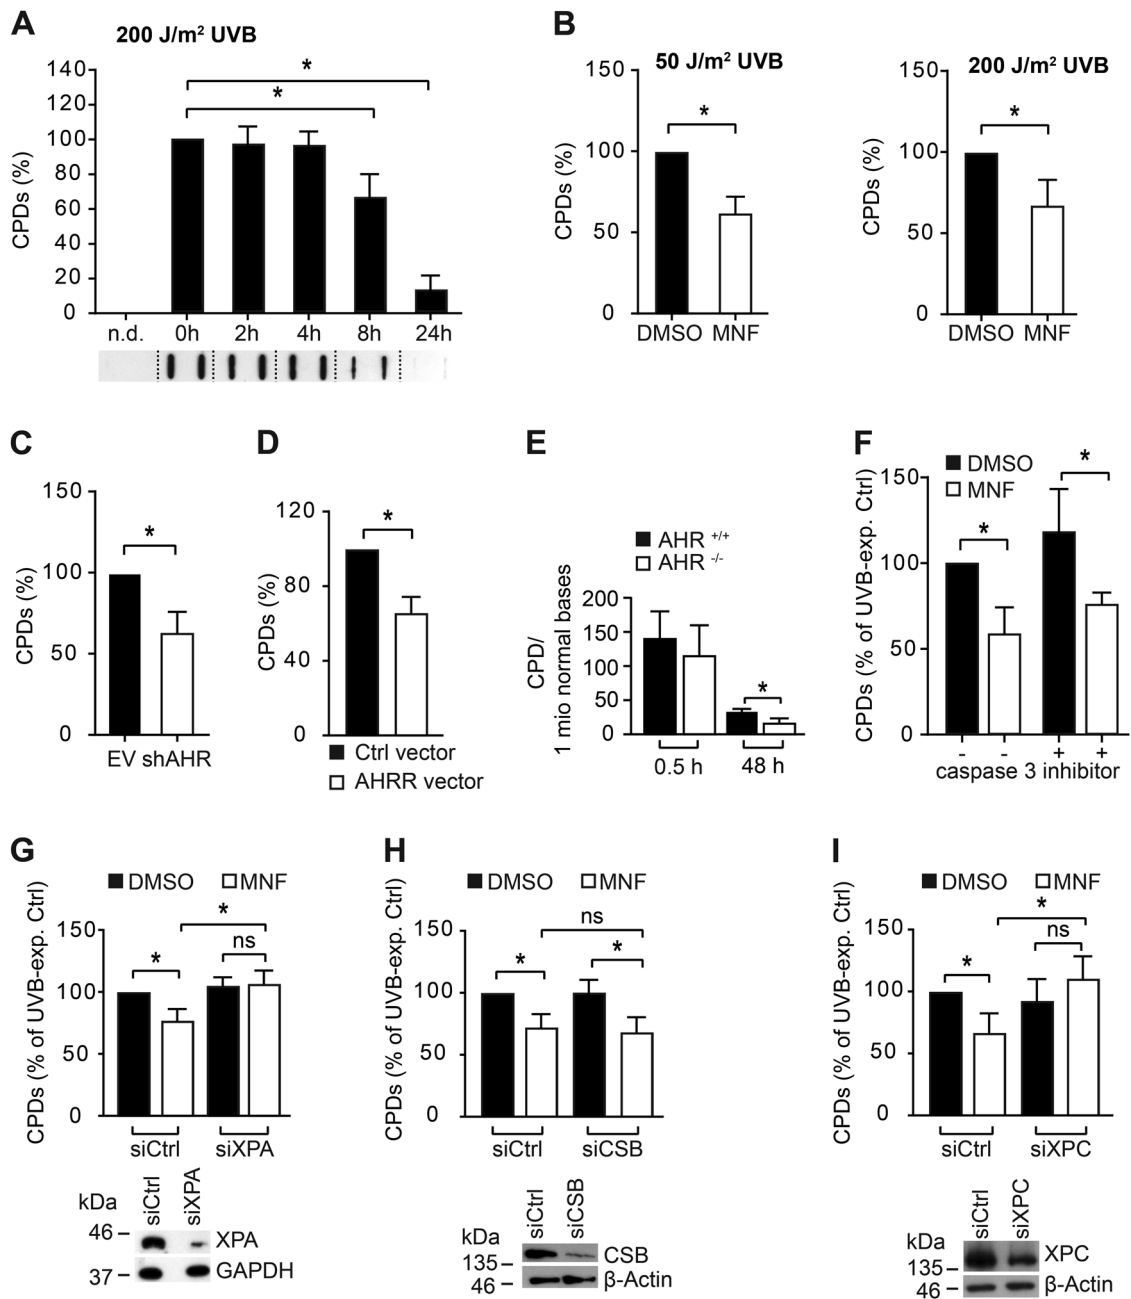 A
200 J/m² UVB
140
120
100
80
60
40
20
0
CPDs (%)
*
*
n.d. 0h 2h 4h 8h 24h
B
50 J/m² UVB
150
100
50
0
CPDs (%)
*
DMSO MNF
200 J/m² UVB
150
100
50
0
CPDs (%)
*
DMSO MNF
C
150
100
50
0
CPDs (%)
*
EV shAHR
D
120
80
40
0
CPDs (%)
*
Ctrl vector
AHRR vector
E
AHR +/+
AHR -/-
200
150
100
50
0
CPD/
1 mio normal bases
*
0.5 h 48 h
F
DMSO
MNF
150
100
50
0
CPDs (% of UVB-exp. Ctrl)
*
*
- - + +
caspase 3 inhibitor
G
DMSO MNF
150
100
50
0
CPDs (% of UVB-exp. Ctrl)
*
*
ns
siCtrl siXPA
kDa
siCtrl
siXPA
46
XPA
37
GAPDH
H
DMSO MNF
150
100
50
0
CPDs (% of UVB-exp. Ctrl)
ns
*
*
siCtrl siCSB
kDa
siCtrl
siCSB
135
CSB
46
β-Actin
I
DMSO MNF
150
100
50
0
CPDs (% of UVB-exp. Ctrl)
*
ns
*
siCtrl siXPC
kDa
siCtrl
siXPC
135
XPC
46
β-Actin